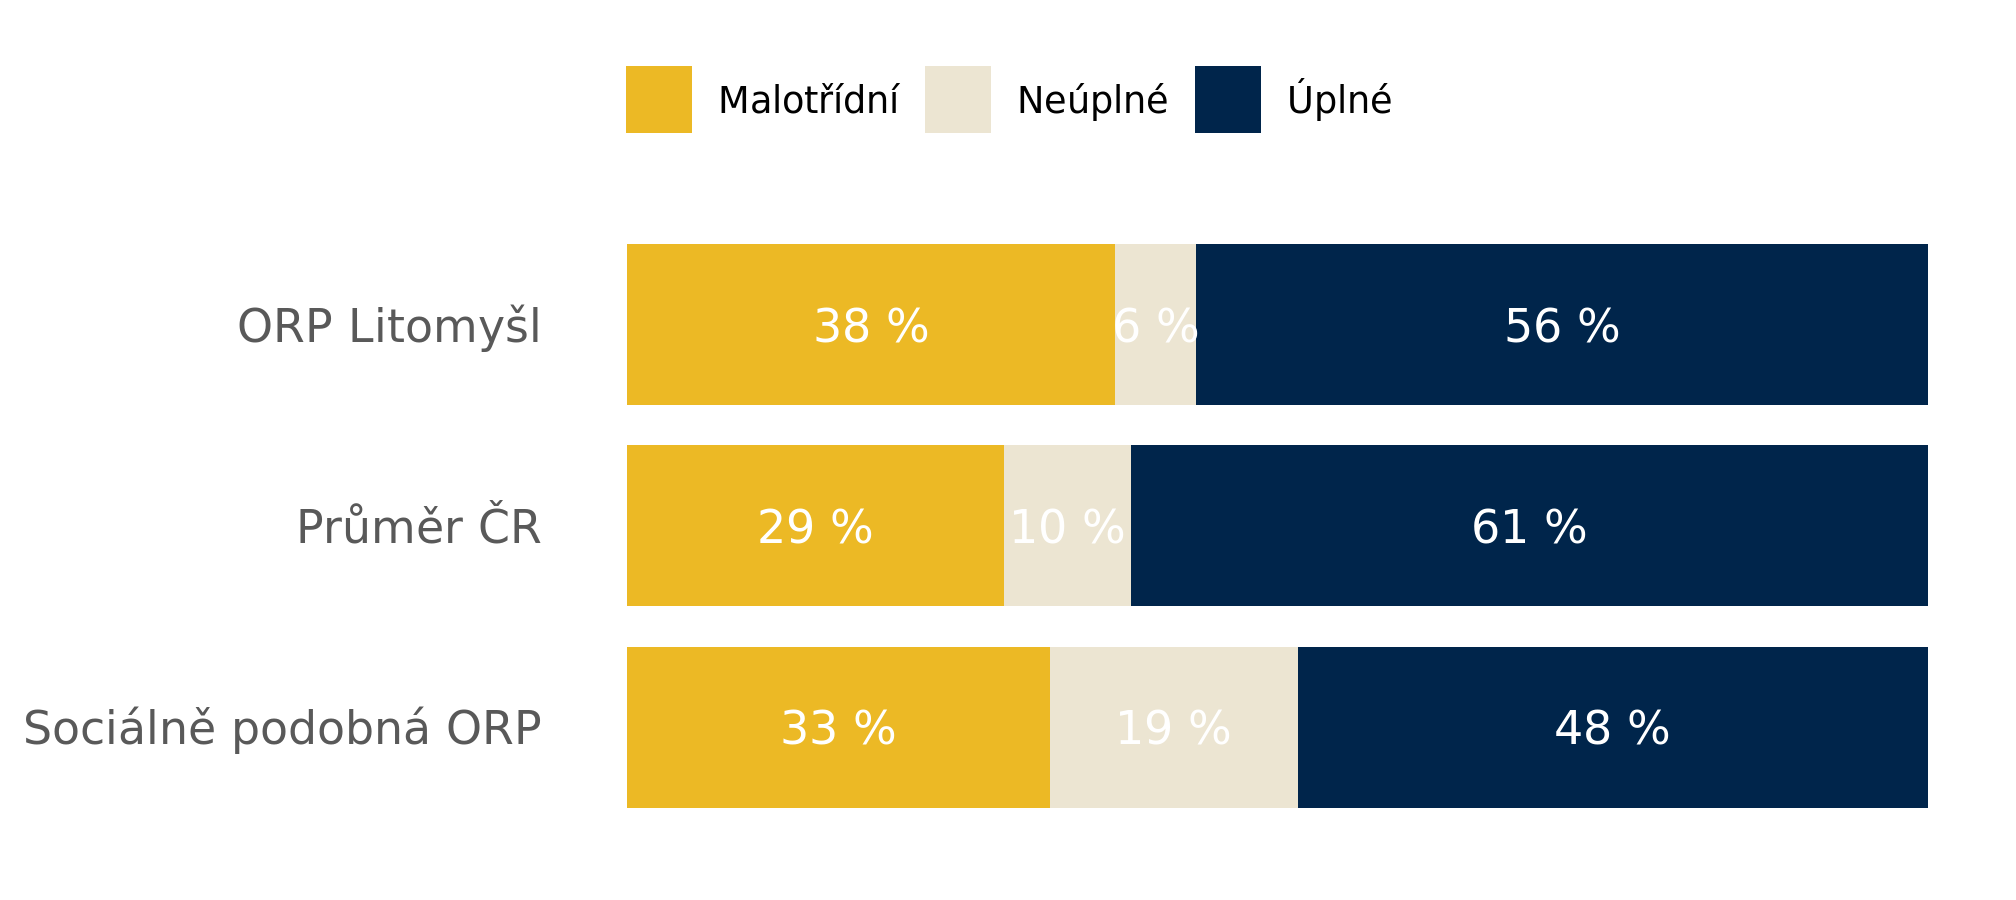 Malotřídní Neúplné Úplné
ORP Litomyšl 38 % 6 % 56 %
Průměr ČR 29 % 10 % 61 %
Sociálně podobná ORP 33 % 19 % 48 %